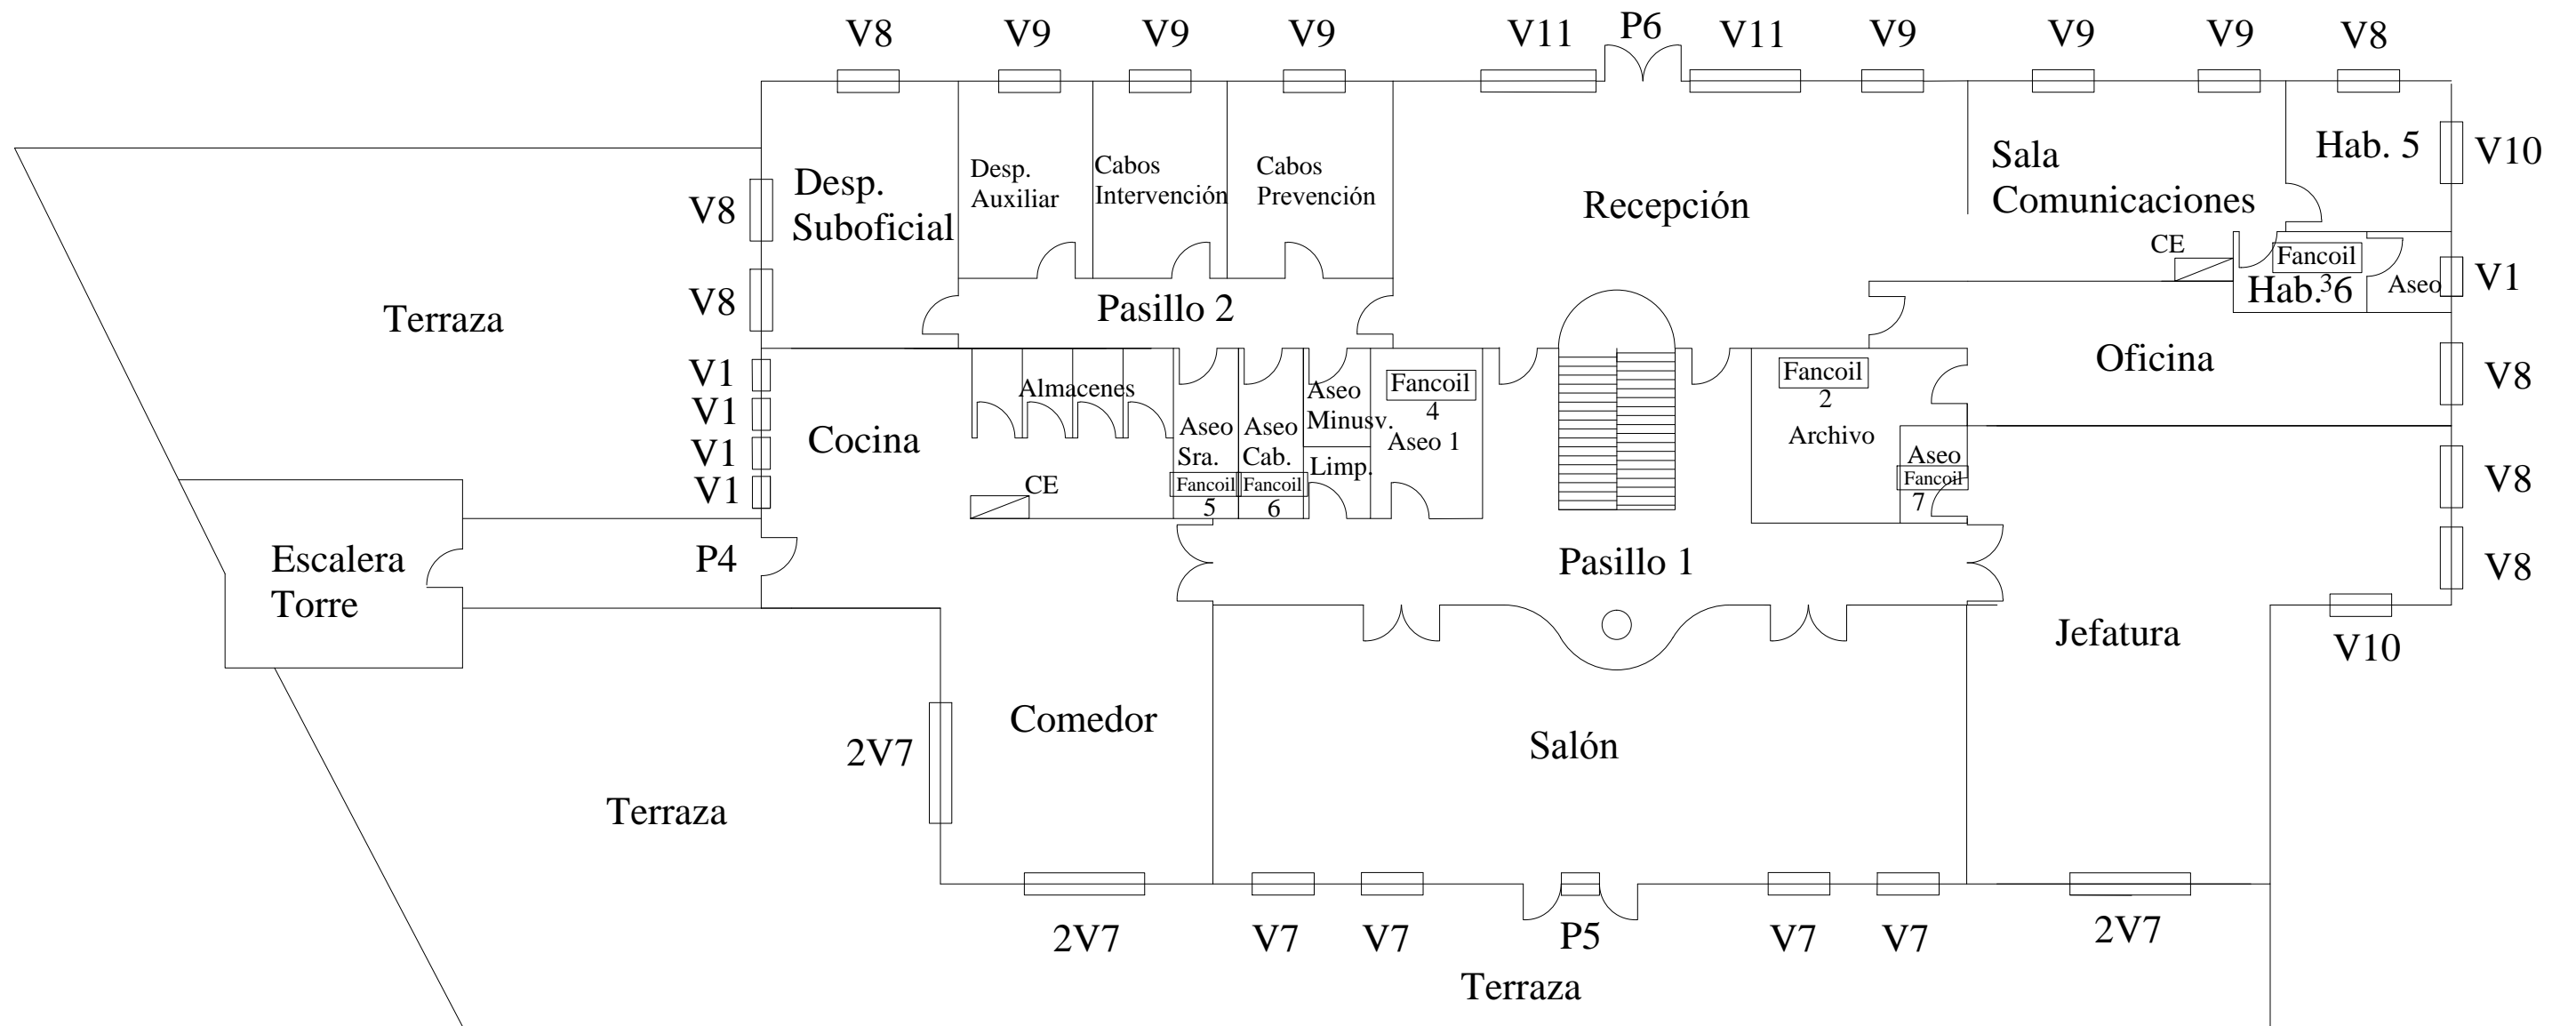 V8
V9
V9
V9
V11
P6
V11
V9
V9
V9
V8
Desp.
Suboficial
Desp.
Auxiliar
Cabos
Intervención
Cabos
Prevención
Recepción
Sala
Comunicaciones
Hab. 5
V10
V8
V8
Terraza
Pasillo 2
CE
Fancoil
3
Hab. 6
Aseo
V1
V1
V1
V1
V1
Cocina
Almacenes
Aseo
Sra.
Fancoil
5
Aseo
Cab.
Fancoil
6
Aseo
Minusv.
Limp.
Fancoil
4
Aseo 1
Fancoil
2
Archivo
Aseo
Fancoil
7
Oficina
V8
V8
V8
CE
Escalera
Torre
P4
Pasillo 1
Jefatura
V10
2V7
Comedor
Salón
Terraza
2V7
V7
V7
P5
V7
V7
2V7
Terraza